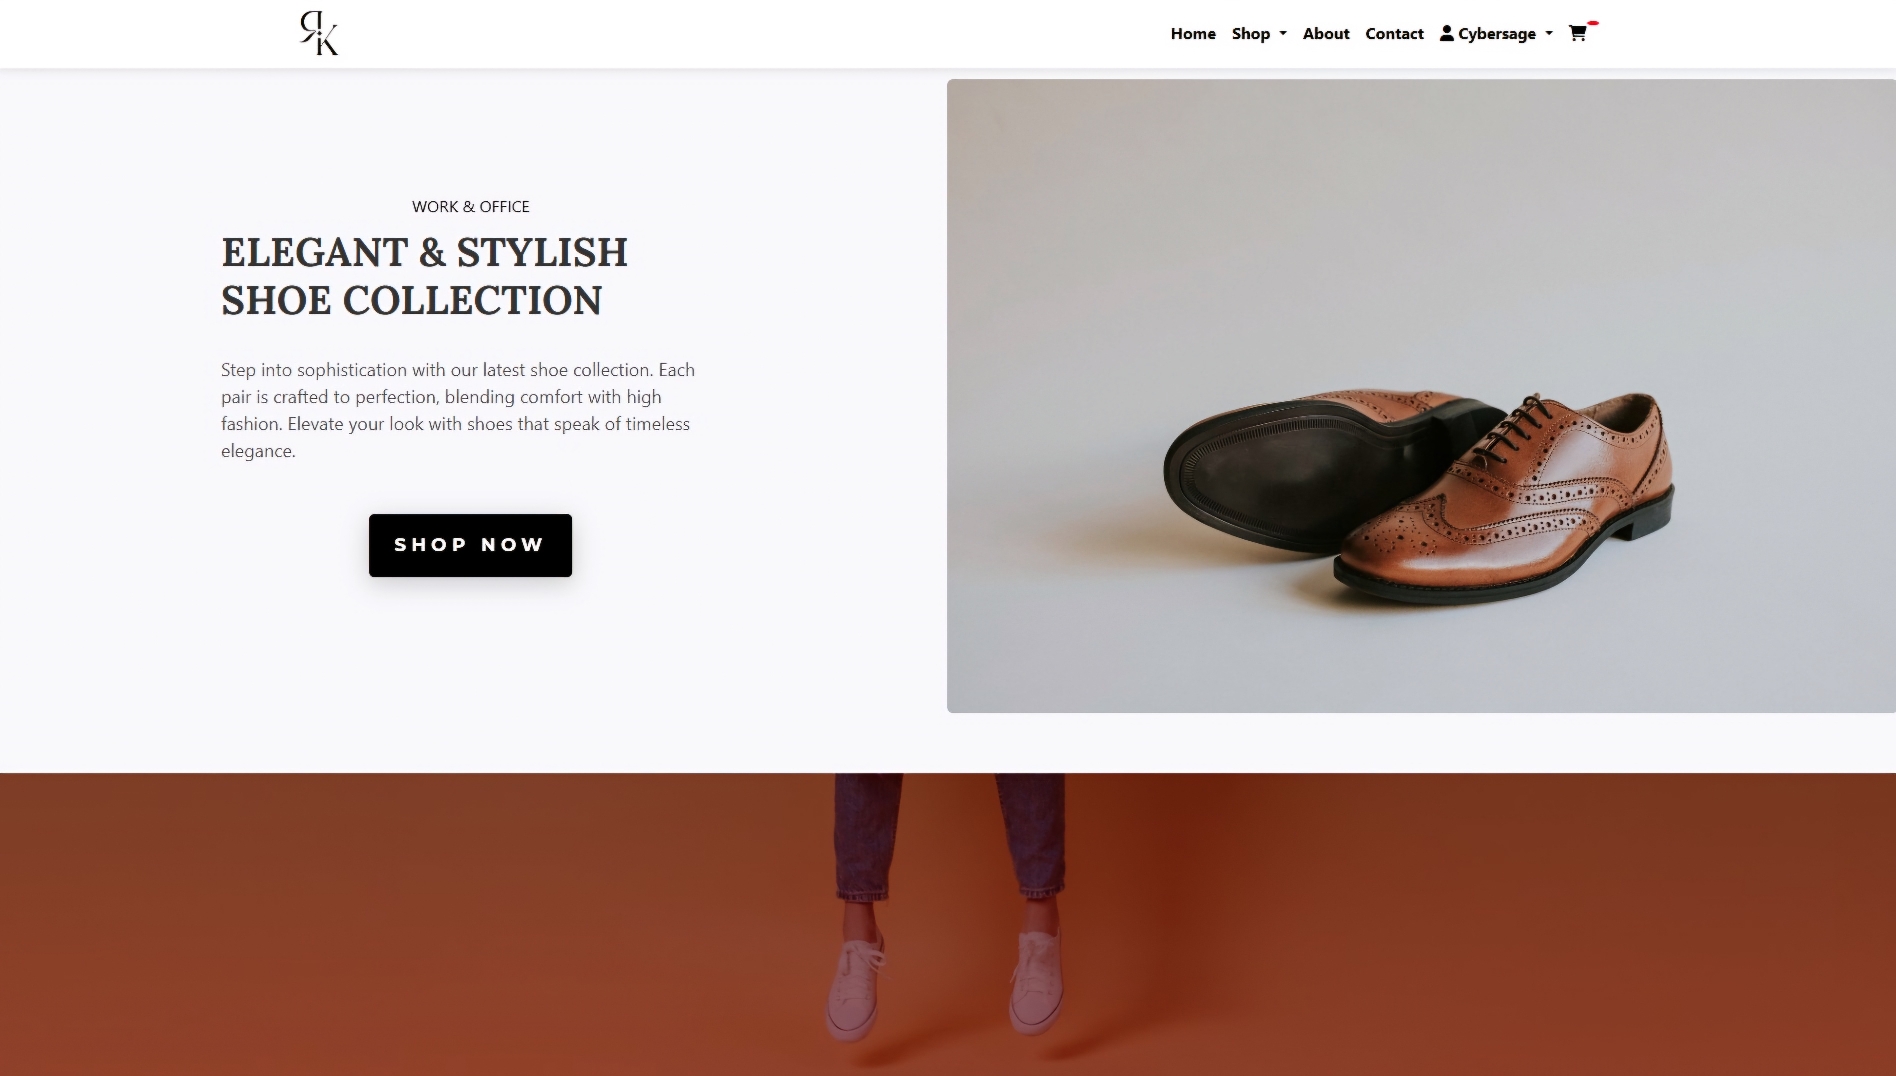 RK
Home Shop About Contact Cybersage
WORK & OFFICE
ELEGANT & STYLISH
SHOE COLLECTION
Step into sophistication with our latest shoe collection. Each
pair is crafted to perfection, blending comfort with high
fashion. Elevate your look with shoes that speak of timeless
elegance.
SHOP NOW